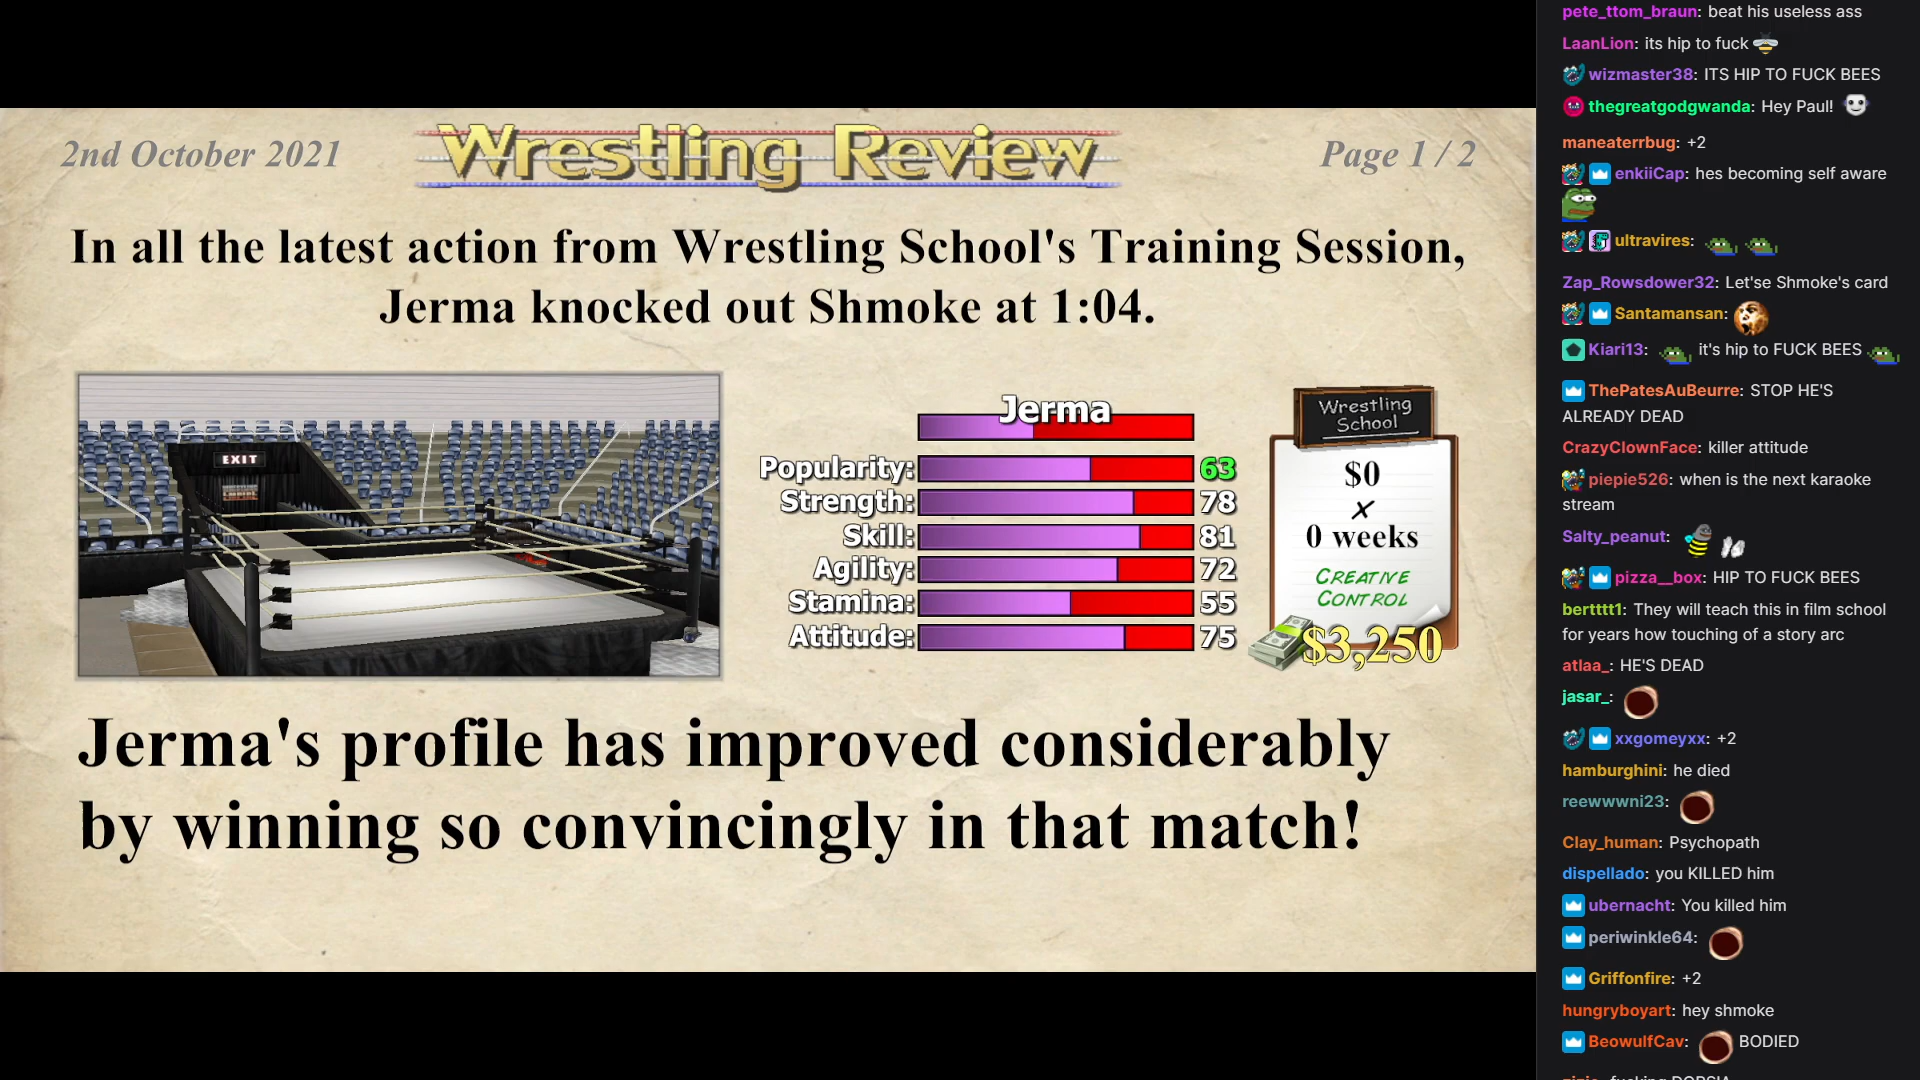 2nd October 2021
Wrestling Review
Page 1 / 2
In all the latest action from Wrestling School's Training Session,
Jerma knocked out Shmoke at 1:04.
EXIT
Jerma
Popularity: 63
Strength: 78
Skill: 81
Agility: 72
Stamina: 55
Attitude: 75
Wrestling
School
$0
x
0 weeks
CREATIVE
CONTROL
$3,250
Jerma's profile has improved considerably
by winning so convincingly in that match!
pete_ttom_braun: beat his useless ass
LaanLion: its hip to fuck
wizmaster38: ITS HIP TO FUCK BEES
thegreatgodgwanda: Hey Paul!
maneaterrbug: +2
enkiiCap: hes becoming self aware
ultravires:
Zap_Rowsdower32: Let'se Shmoke's card
Santamansan:
Kiari13: it's hip to FUCK BEES
ThePatesAuBeurre: STOP HE'S
ALREADY DEAD
CrazyClownFace: killer attitude
piepie526: when is the next karaoke
stream
Salty_peanut:
pizza__box: HIP TO FUCK BEES
bertttt1: They will teach this in film school
for years how touching of a story arc
atlaa_: HE'S DEAD
jasar_:
xxgomeyxx: +2
hamburghini: he died
reewwwni23:
Clay_human: Psychopath
dispellado: you KILLED him
ubernacht: You killed him
periwinkle64:
Griffonfire: +2
hungryboyart: hey shmoke
BeowulfCav: BODIED